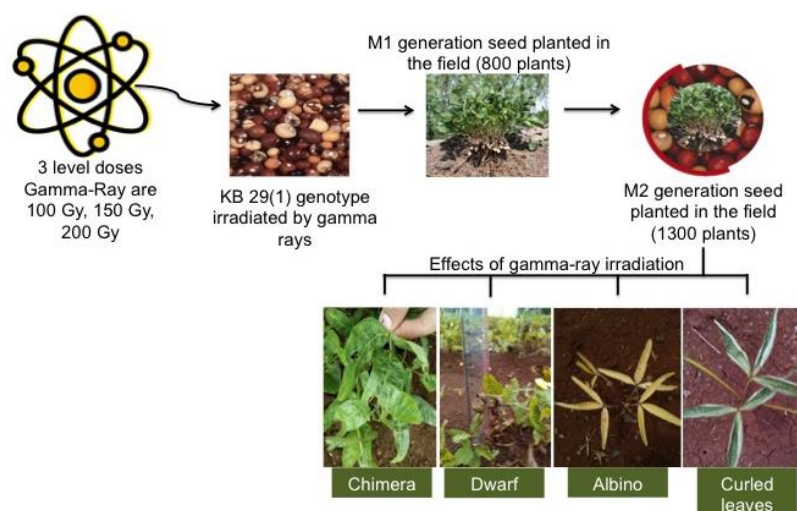 3 level doses
Gamma-Ray are
100 Gy, 150 Gy,
200 Gy
KB 29(1) genotype
irradiated by gamma
rays
M1 generation seed planted in
the field (800 plants)
M2 generation seed
planted in the field
(1300 plants)
Effects of gamma-ray irradiation
Chimera
Dwarf
Albino
Curled
leaves